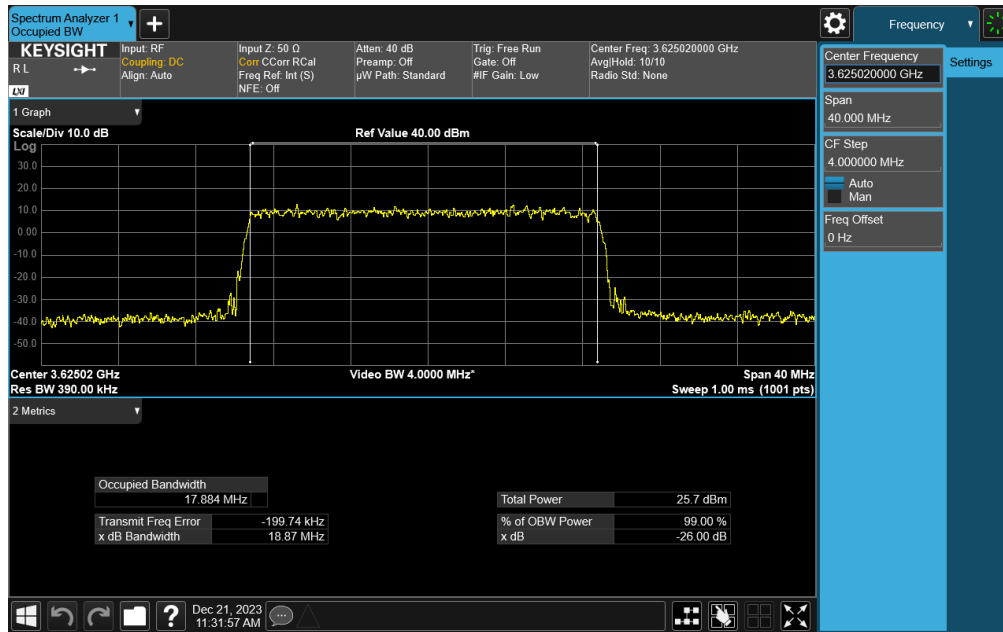 Spectrum Analyzer 1
Occupied BW
Frequency
KEYSIGHT
R L
LXI
Input: RF
Coupling: DC
Align: Auto
Input Z: 50 Ω
Corr CCorr RCal
Freq Ref: Int (S)
NFE: Off
Atten: 40 dB
Preamp: Off
µW Path: Standard
Trig: Free Run
Gate: Off
#IF Gain: Low
Center Freq: 3.625020000 GHz
Avg|Hold: 10/10
Radio Std: None
Center Frequency
3.625020000 GHz
Settings
Span
40.000 MHz
CF Step
4.000000 MHz
Auto
Man
Freq Offset
0 Hz
1 Graph
Scale/Div 10.0 dB
Ref Value 40.00 dBm
Log
30.0
20.0
10.0
0.00
-10.0
-20.0
-30.0
-40.0
-50.0
Center 3.62502 GHz
Video BW 4.0000 MHz*
Span 40 MHz
Res BW 390.00 kHz
Sweep 1.00 ms (1001 pts)
2 Metrics
Occupied Bandwidth
17.884 MHz
Total Power 25.7 dBm
Transmit Freq Error -199.74 kHz
% of OBW Power 99.00 %
x dB Bandwidth 18.87 MHz
x dB -26.00 dB
?
Dec 21, 2023
11:31:57 AM